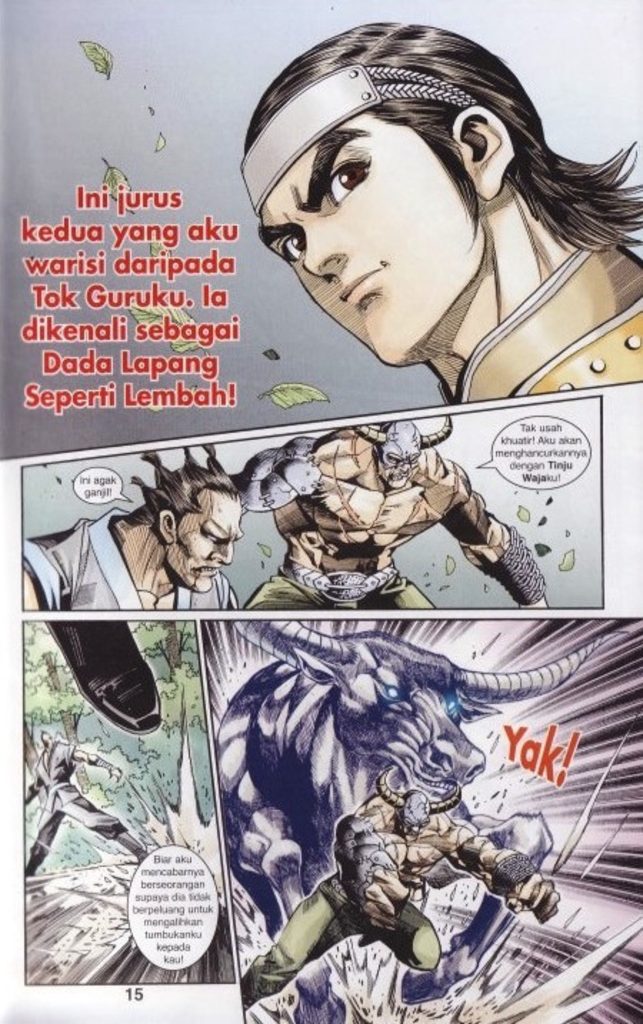 Ini jurus
kedua yang aku
warisi daripada
Tok Guruku. Ia
dikenali sebagai
Dada Lapang
Seperti Lembah!
Ini agak
ganjil!
Tak usah
khuatir! Aku akan
menghancurkannya
dengan Tinju
Wajaku!
Biar aku
mencabarnya
berseorangan
supaya dia tidak
berpeluang untuk
mengalihkan
tumbukanku
kepada
kau!
Yak!
15